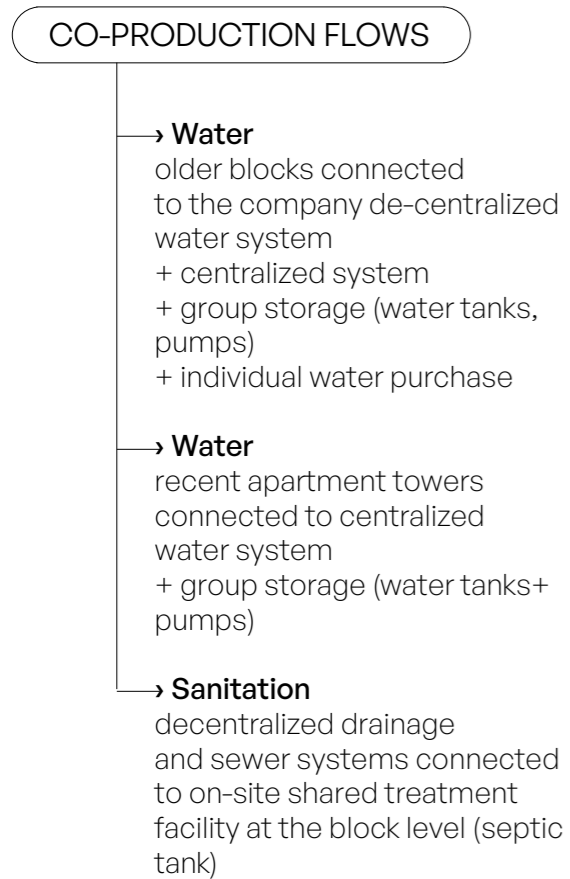 CO-PRODUCTION FLOWS
› Water
older blocks connected
to the company de-centralized
water system
+ centralized system
+ group storage (water tanks,
pumps)
+ individual water purchase
› Water
recent apartment towers
connected to centralized
water system
+ group storage (water tanks+
pumps)
› Sanitation
decentralized drainage
and sewer systems connected
to on-site shared treatment
facility at the block level (septic
tank)